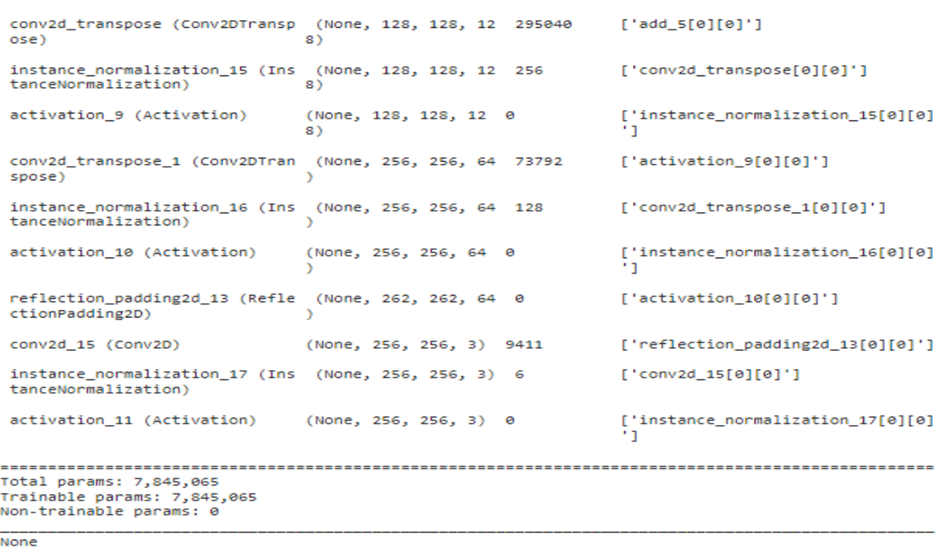 conv2d_transpose (Conv2DTransp  (None, 128, 128, 12  295040      ['add_5[0][0]']
ose)                            8)
instance_normalization_15 (Ins  (None, 128, 128, 12  256         ['conv2d_transpose[0][0]']
tanceNormalization)             8)
activation_9 (Activation)       (None, 128, 128, 12  0           ['instance_normalization_15[0][0]
                                8)                               ']
conv2d_transpose_1 (Conv2DTran  (None, 256, 256, 64  73792       ['activation_9[0][0]']
spose)                          )
instance_normalization_16 (Ins  (None, 256, 256, 64  128         ['conv2d_transpose_1[0][0]']
tanceNormalization)             )
activation_10 (Activation)      (None, 256, 256, 64  0           ['instance_normalization_16[0][0]
                                )                                ']
reflection_padding2d_13 (Refle  (None, 262, 262, 64  0           ['activation_10[0][0]']
ctionPadding2D)                 )
conv2d_15 (Conv2D)              (None, 256, 256, 3)  9411        ['reflection_padding2d_13[0][0]']
instance_normalization_17 (Ins  (None, 256, 256, 3)  6           ['conv2d_15[0][0]']
tanceNormalization)
activation_11 (Activation)      (None, 256, 256, 3)  0           ['instance_normalization_17[0][0]
                                                                 ']
Total params: 7,845,065
Trainable params: 7,845,065
Non-trainable params: 0
None